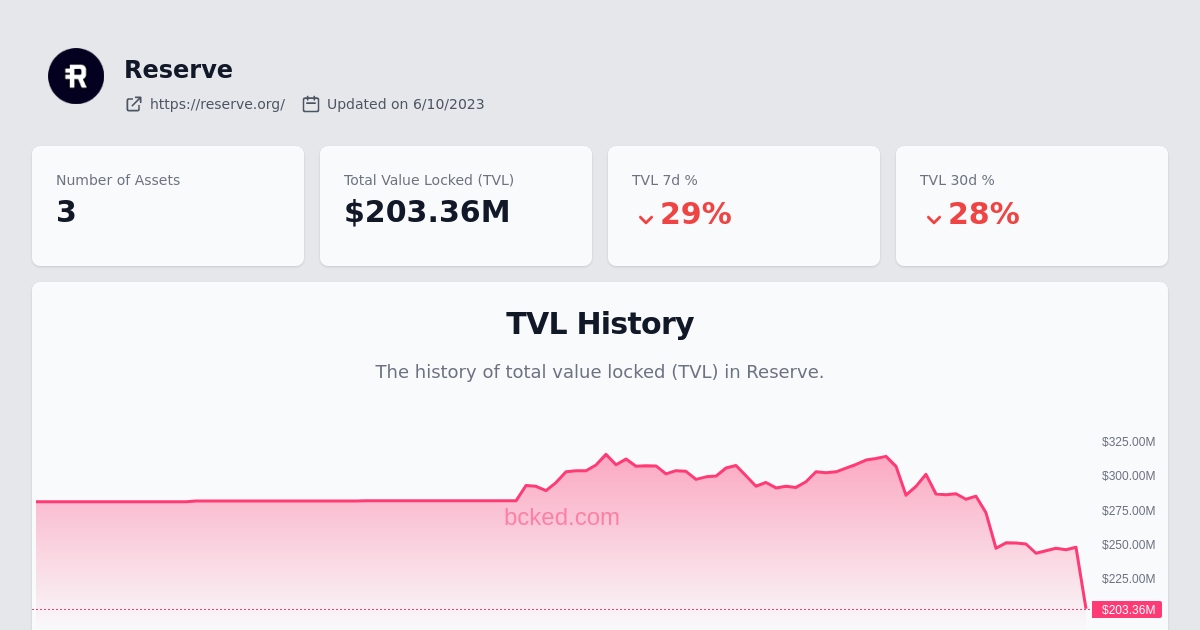 Reserve
https://reserve.org/ Updated on 6/10/2023
Number of Assets
3
Total Value Locked (TVL)
$203.36M
TVL 7d %
29%
TVL 30d %
28%
TVL History
The history of total value locked (TVL) in Reserve.
$325.00M
$300.00M
$275.00M
bcked.com
$250.00M
$225.00M
$203.36M